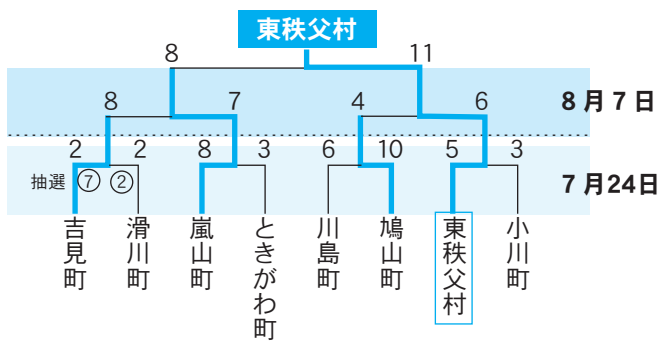 東秩父村
8 11
8 7 4 6 8月7日
2 2 8 3 6 10 5 3
抽選 ⑦ ② 7月24日
吉見町
滑川町
嵐山町
ときがわ町
川島町
鳩山町
東秩父村
小川町